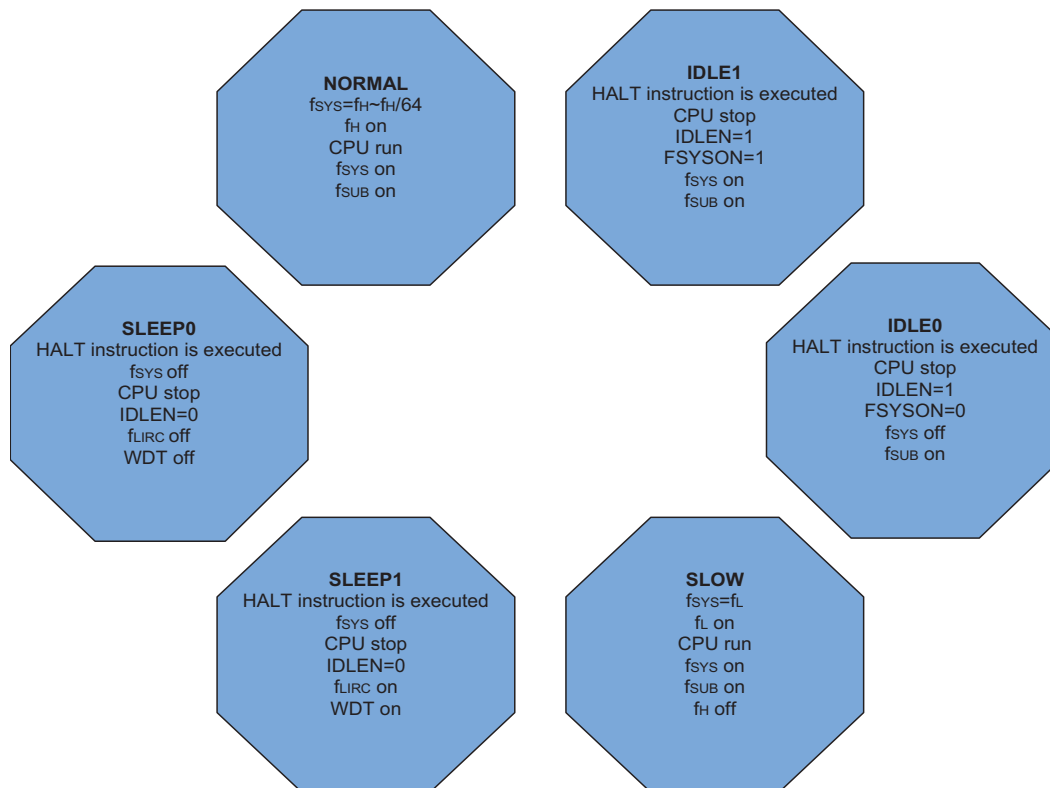 NORMAL
fSYS=fH~fH/64
fH on
CPU run
fSYS on
fSUB on
IDLE1
HALT instruction is executed
CPU stop
IDLEN=1
FSYSON=1
fSYS on
fSUB on
SLEEP0
HALT instruction is executed
fSYS off
CPU stop
IDLEN=0
fLIRC off
WDT off
IDLE0
HALT instruction is executed
CPU stop
IDLEN=1
FSYSON=0
fSYS off
fSUB on
SLEEP1
HALT instruction is executed
fSYS off
CPU stop
IDLEN=0
fLIRC on
WDT on
SLOW
fSYS=fL
fL on
CPU run
fSYS on
fSUB on
fH off